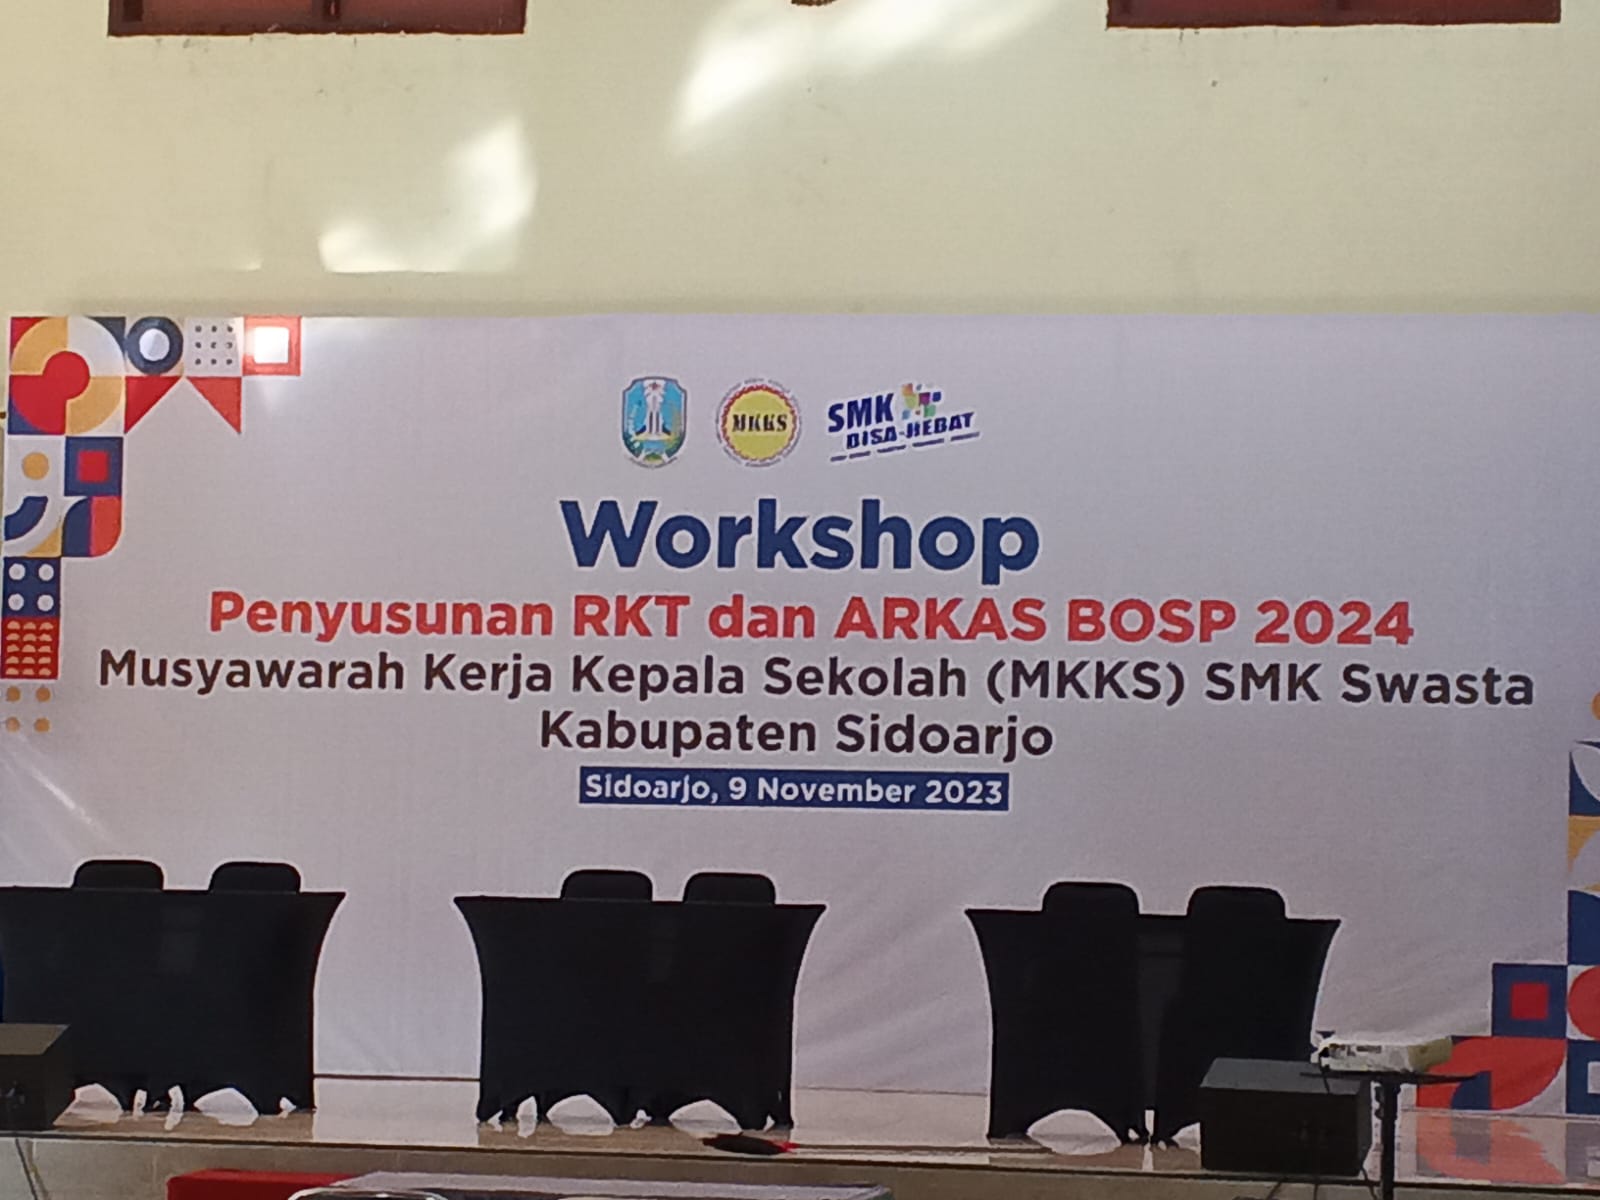 MKKS
SMK
BISA-HEBAT
Workshop
Penyusunan RKT dan ARKAS BOSP 2024
Musyawarah Kerja Kepala Sekolah (MKKS) SMK Swasta
Kabupaten Sidoarjo
Sidoarjo, 9 November 2023